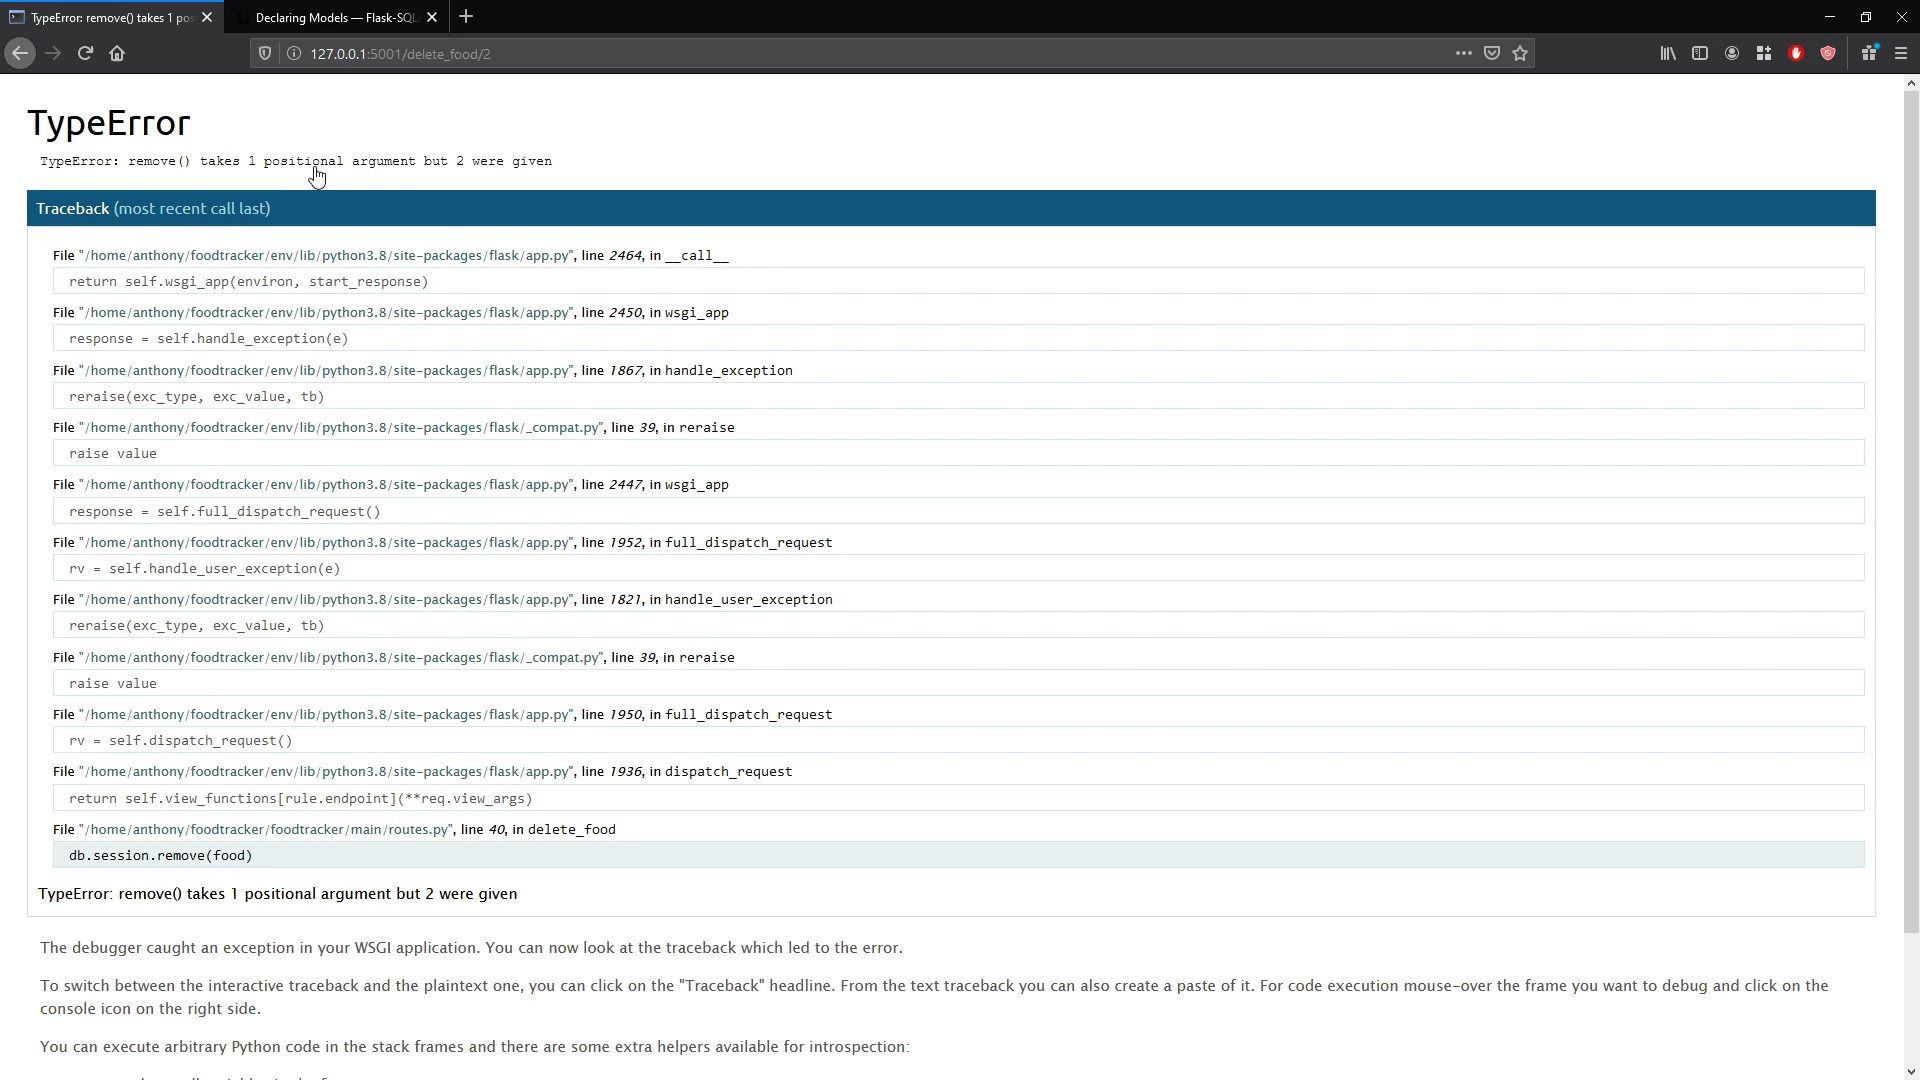 TypeError: remove() takes 1 pos
Declaring Models — Flask-SQL
127.0.0.1:5001/delete_food/2
TypeError
TypeError: remove() takes 1 positional argument but 2 were given
Traceback (most recent call last)
File "/home/anthony/foodtracker/env/lib/python3.8/site-packages/flask/app.py", line 2464, in __call__
return self.wsgi_app(environ, start_response)
File "/home/anthony/foodtracker/env/lib/python3.8/site-packages/flask/app.py", line 2450, in wsgi_app
response = self.handle_exception(e)
File "/home/anthony/foodtracker/env/lib/python3.8/site-packages/flask/app.py", line 1867, in handle_exception
reraise(exc_type, exc_value, tb)
File "/home/anthony/foodtracker/env/lib/python3.8/site-packages/flask/_compat.py", line 39, in reraise
raise value
File "/home/anthony/foodtracker/env/lib/python3.8/site-packages/flask/app.py", line 2447, in wsgi_app
response = self.full_dispatch_request()
File "/home/anthony/foodtracker/env/lib/python3.8/site-packages/flask/app.py", line 1952, in full_dispatch_request
rv = self.handle_user_exception(e)
File "/home/anthony/foodtracker/env/lib/python3.8/site-packages/flask/app.py", line 1821, in handle_user_exception
reraise(exc_type, exc_value, tb)
File "/home/anthony/foodtracker/env/lib/python3.8/site-packages/flask/_compat.py", line 39, in reraise
raise value
File "/home/anthony/foodtracker/env/lib/python3.8/site-packages/flask/app.py", line 1950, in full_dispatch_request
rv = self.dispatch_request()
File "/home/anthony/foodtracker/env/lib/python3.8/site-packages/flask/app.py", line 1936, in dispatch_request
return self.view_functions[rule.endpoint](**req.view_args)
File "/home/anthony/foodtracker/foodtracker/main/routes.py", line 40, in delete_food
db.session.remove(food)
TypeError: remove() takes 1 positional argument but 2 were given
The debugger caught an exception in your WSGI application. You can now look at the traceback which led to the error.
To switch between the interactive traceback and the plaintext one, you can click on the "Traceback" headline. From the text traceback you can also create a paste of it. For code execution mouse-over the frame you want to debug and click on the
console icon on the right side.
You can execute arbitrary Python code in the stack frames and there are some extra helpers available for introspection: